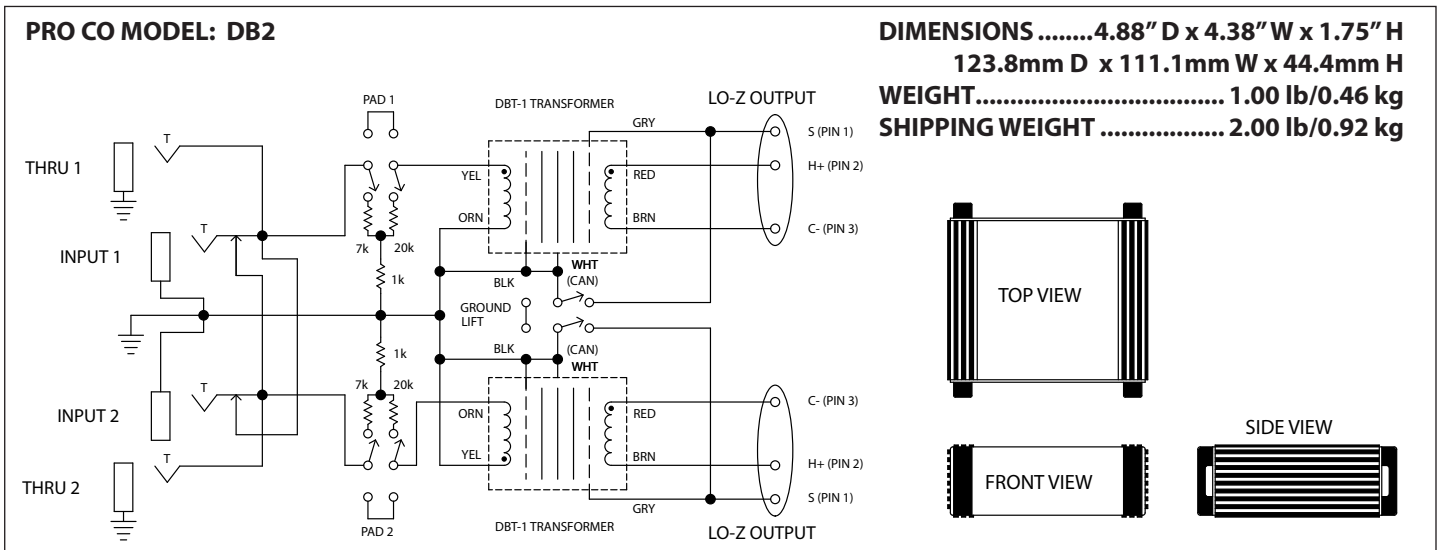 PRO CO MODEL: DB2
DIMENSIONS ........4.88" D x 4.38" W x 1.75" H
123.8mm D x 111.1mm W x 44.4mm H
WEIGHT..................................... 1.00 lb/0.46 kg
SHIPPING WEIGHT ................... 2.00 lb/0.92 kg
PAD 1
DBT-1 TRANSFORMER
LO-Z OUTPUT
T
THRU 1
GRY
S (PIN 1)
YEL
RED
H+ (PIN 2)
ORN
BRN
C- (PIN 3)
T
INPUT 1
7k
20k
1k
BLK
WHT
(CAN)
GROUND
LIFT
TOP VIEW
1k
BLK
(CAN)
WHT
7k
20k
T
INPUT 2
ORN
RED
C- (PIN 3)
YEL
BRN
H+ (PIN 2)
T
THRU 2
GRY
S (PIN 1)
PAD 2
DBT-1 TRANSFORMER
LO-Z OUTPUT
SIDE VIEW
FRONT VIEW